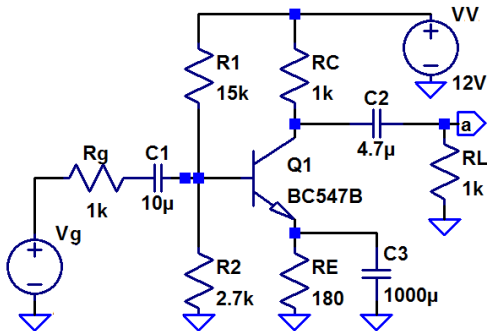 VV
12V
R1
15k
RC
1k
C2
4.7µ
a
RL
1k
Rg
1k
C1
10µ
Q1
BC547B
Vg
R2
2.7k
RE
180
C3
1000µ